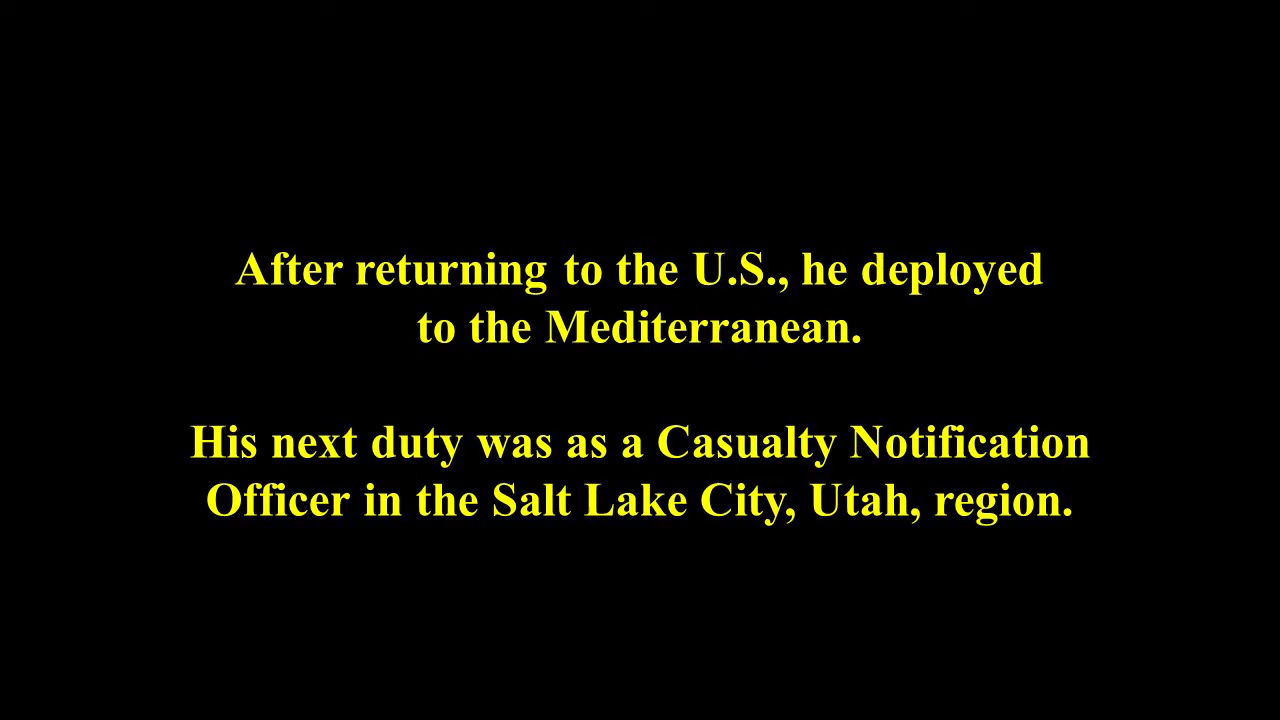 After returning to the U.S., he deployed
to the Mediterranean.
His next duty was as a Casualty Notification
Officer in the Salt Lake City, Utah, region.